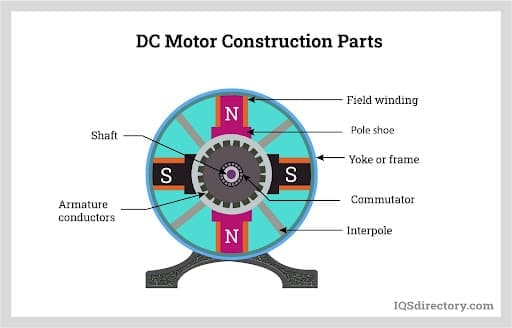 DC Motor Construction Parts
Field winding
N
Pole shoe
Shaft
Yoke or frame
S
S
Commutator
Armature
conductors
Interpole
N
IQSdirectory.com